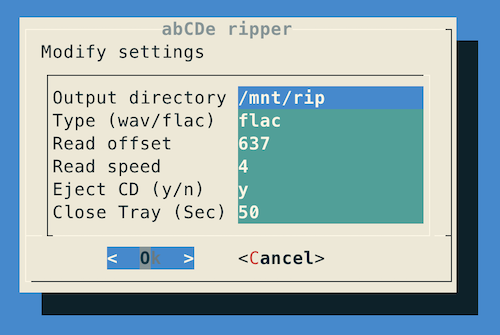 abCDe ripper
Modify settings
Output directory /mnt/rip
Type (wav/flac) flac
Read offset 637
Read speed 4
Eject CD (y/n) y
Close Tray (Sec) 50
< Ok > <Cancel>